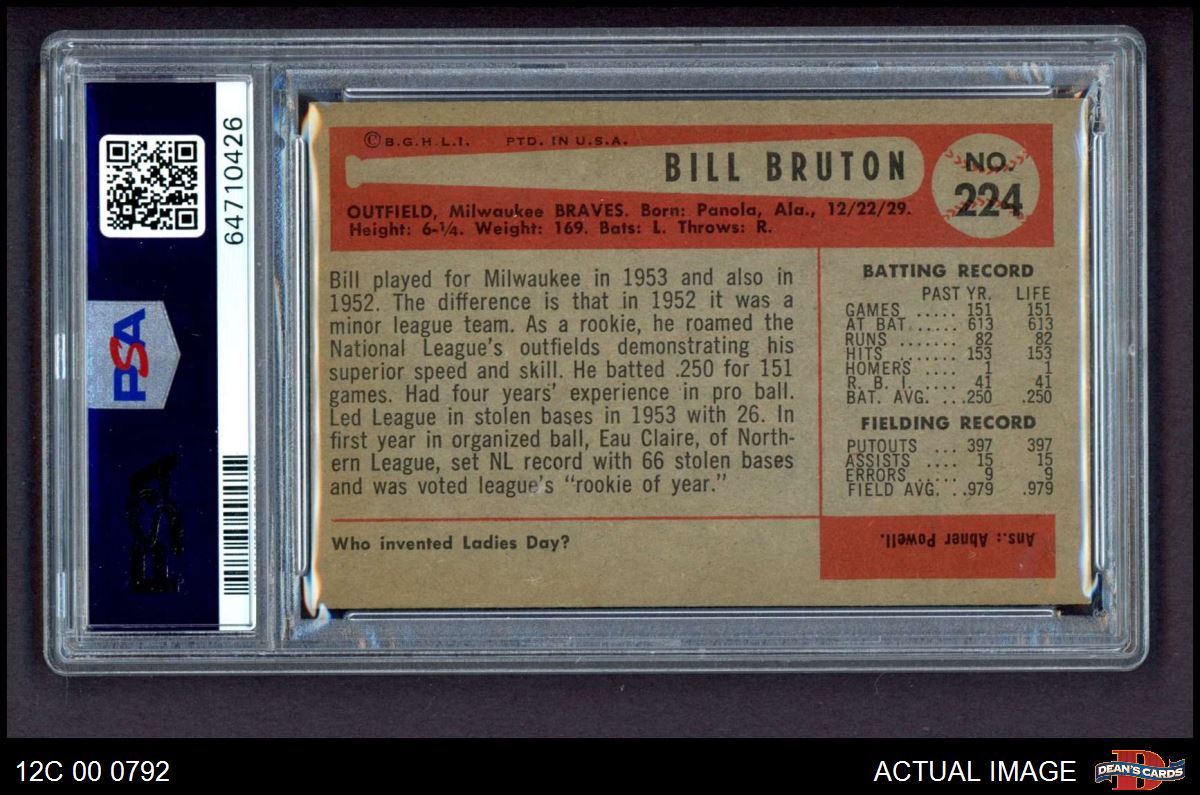 64710426
PSA
PSA
© B.G.H.L.I. PTD. IN U.S.A.
BILL BRUTON
NO.
224
OUTFIELD, Milwaukee BRAVES. Born: Panola, Ala., 12/22/29.
Height: 6-¼. Weight: 169. Bats: L. Throws: R.
Bill played for Milwaukee in 1953 and also in
1952. The difference is that in 1952 it was a
minor league team. As a rookie, he roamed the
National League's outfields demonstrating his
superior speed and skill. He batted .250 for 151
games. Had four years' experience in pro ball.
Led League in stolen bases in 1953 with 26. In
first year in organized ball, Eau Claire, of North-
ern League, set NL record with 66 stolen bases
and was voted league's "rookie of year."
BATTING RECORD
PAST YR. LIFE
GAMES ..... 151 151
AT BAT ..... 613 613
RUNS ....... 82 82
HITS ....... 153 153
HOMERS .... 1 1
R. B. I. .... 41 41
BAT. AVG. ...250 .250
FIELDING RECORD
PUTOUTS ... 397 397
ASSISTS .... 15 15
ERRORS ..... 9 9
FIELD AVG. ..979 .979
Who invented Ladies Day?
Ans.: Abner Powell.
12C 00 0792
ACTUAL IMAGE
D
DEAN'S CARDS